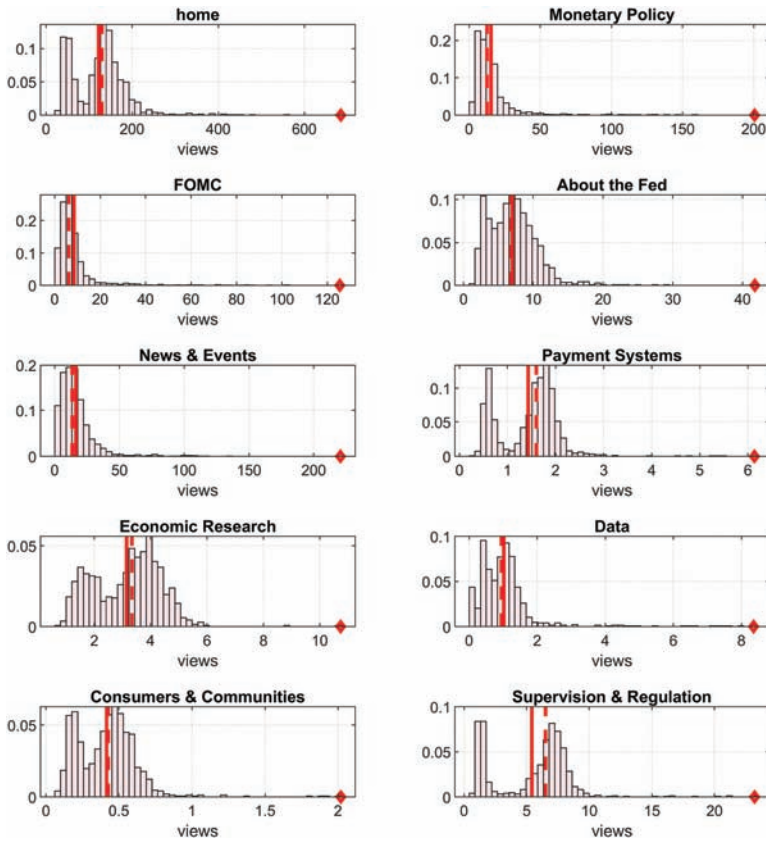 home
0.1
0.05
0
0 200 400 600
views
Monetary Policy
0.2
0.1
0
0 50 100 150 200
views
FOMC
0.2
0.1
0
0 20 40 60 80 100 120
views
About the Fed
0.1
0.05
0
0 10 20 30 40
views
News & Events
0.2
0.1
0
0 50 100 150 200
views
Payment Systems
0.1
0.05
0
0 1 2 3 4 5 6
views
Economic Research
0.05
0
2 4 6 8 10
views
Data
0.1
0.05
0
0 2 4 6 8
views
Consumers & Communities
0.05
0
0 0.5 1 1.5 2
views
Supervision & Regulation
0.1
0.05
0
0 5 10 15 20
views